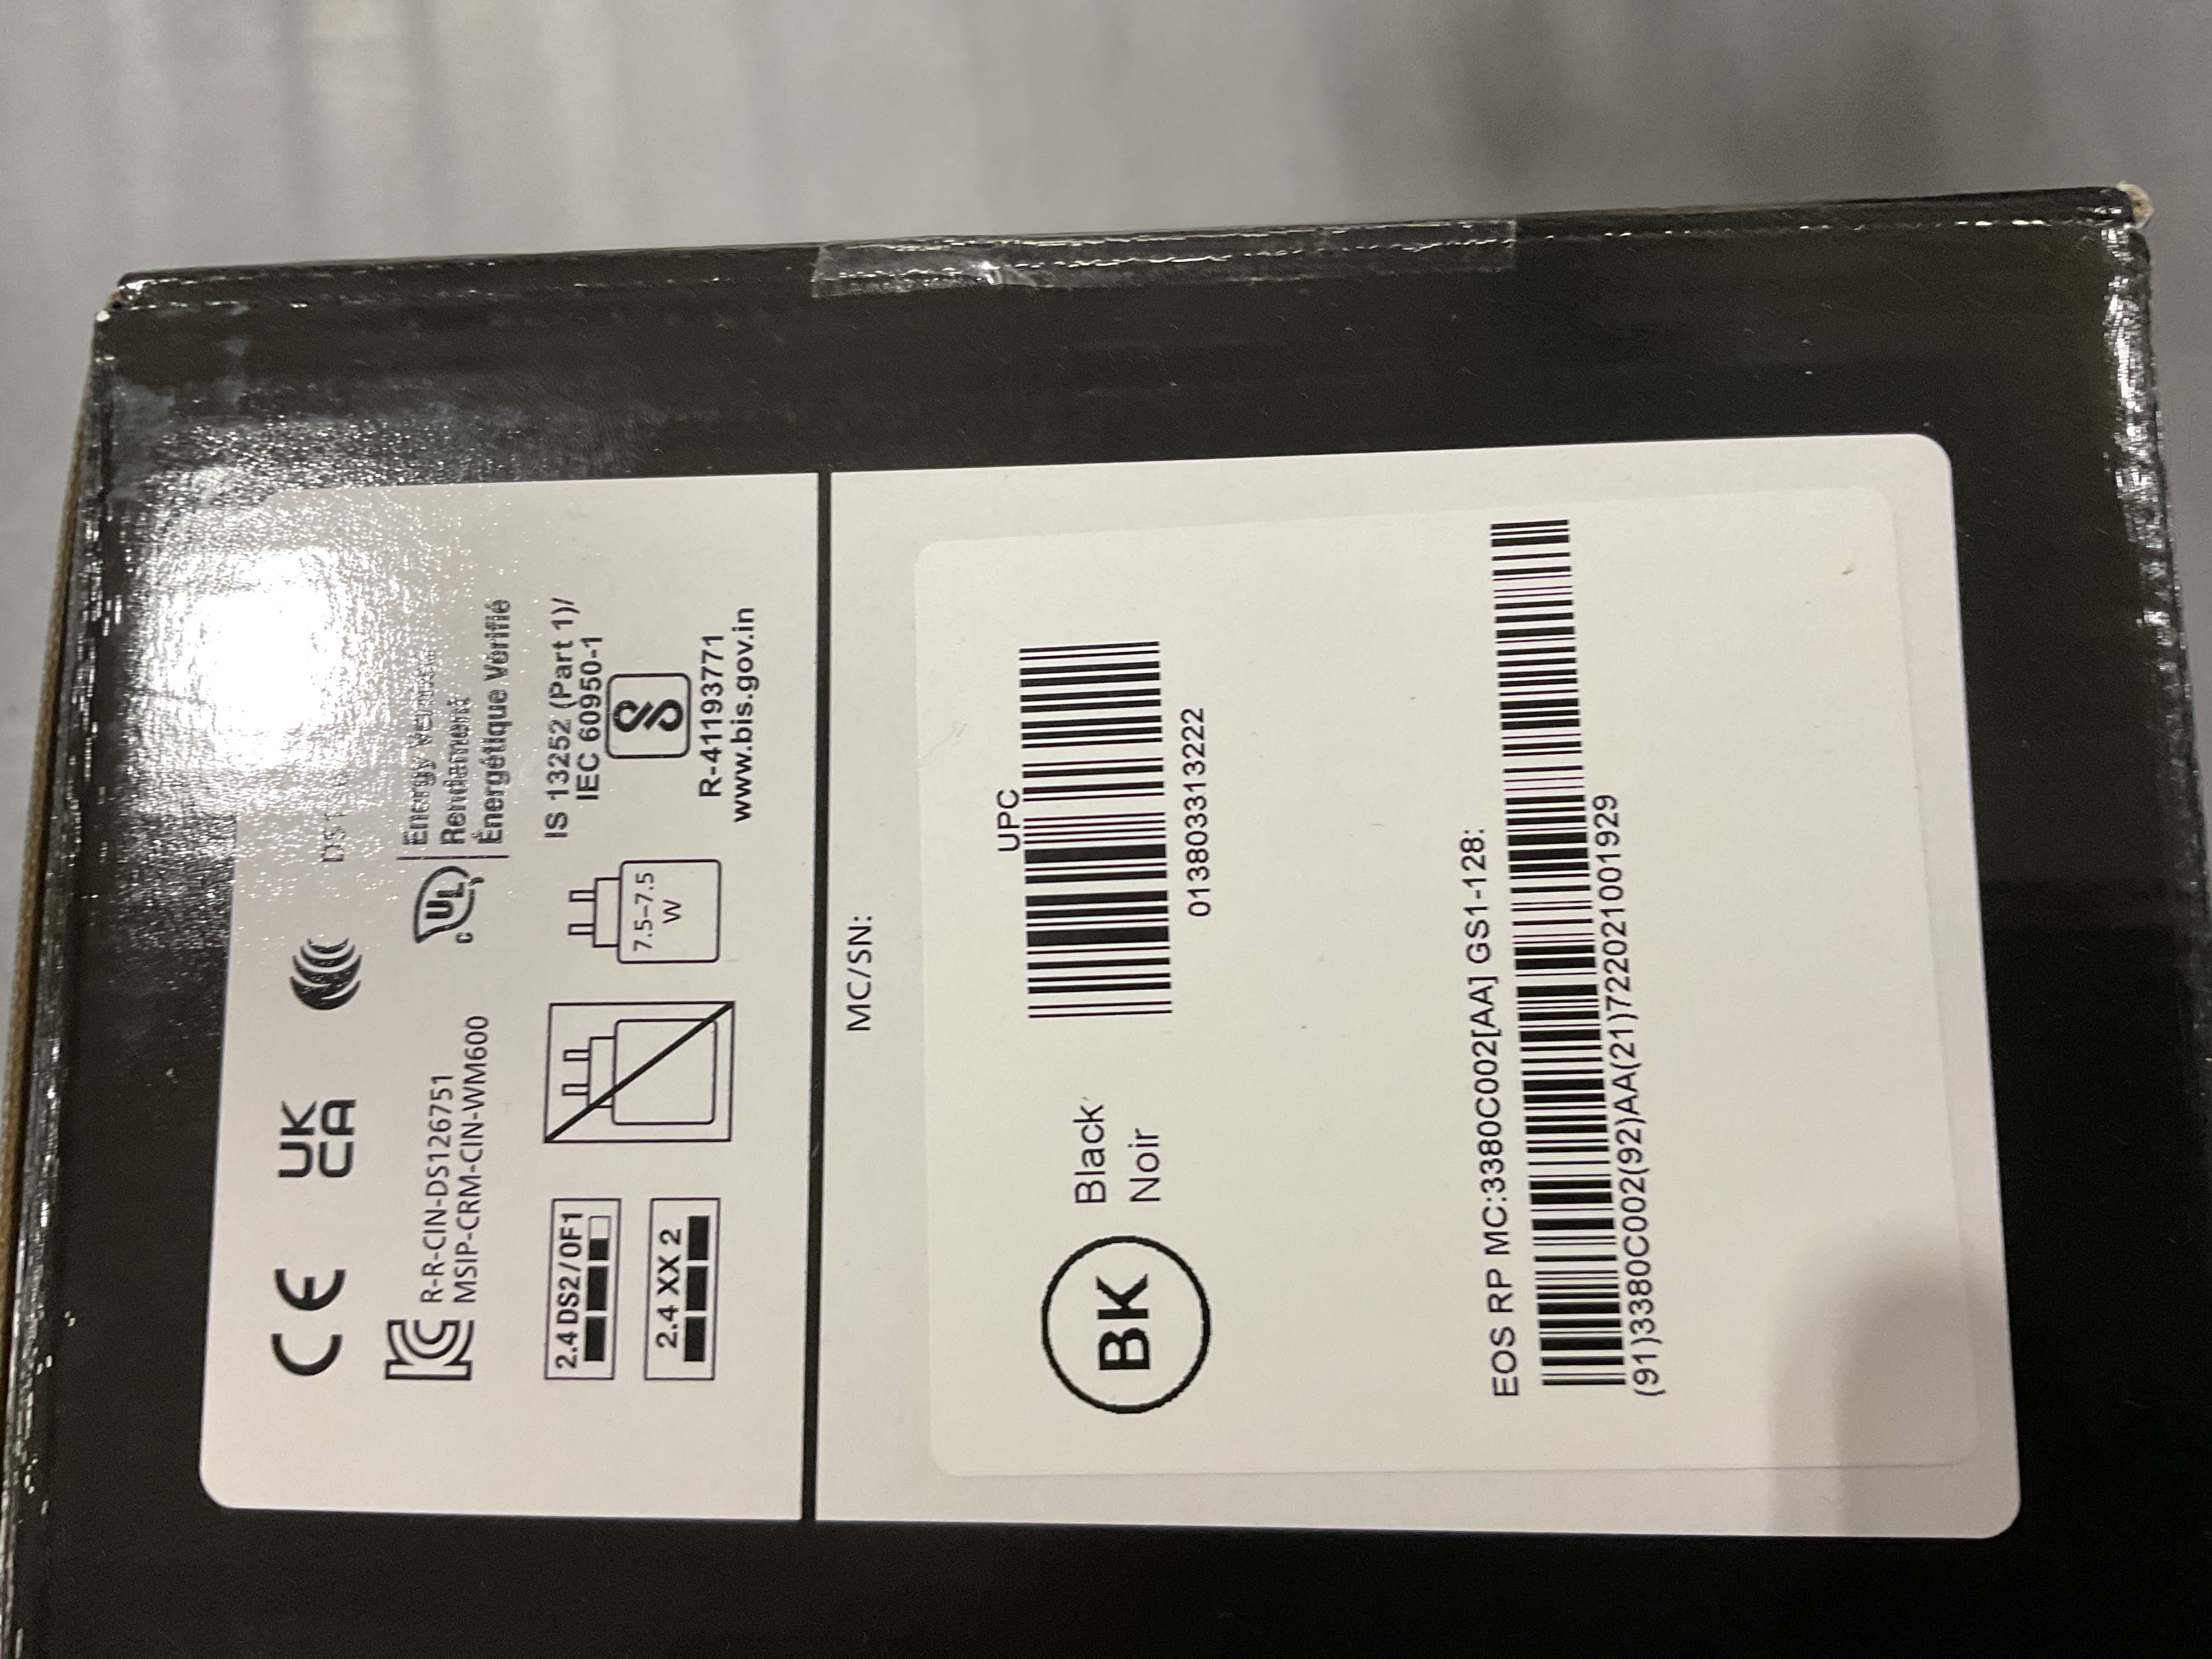 CE
UK
CA
R-R-CIN-DS126751
MSIP-CRM-CIN-WM600
c UL
Energy
Rendement
Énergétique Vérifié
2.4 DS2/0F1
2.4 XX 2
7.5–7.5
W
IS 13252 (Part 1)/
IEC 60950-1
R-41193771
www.bis.gov.in
MC/SN:
BK
Black
Noir
UPC
013803313222
EOS RP MC:3380C002[AA] GS1-128:
(91)3380C002(92)AA(21)722021001929